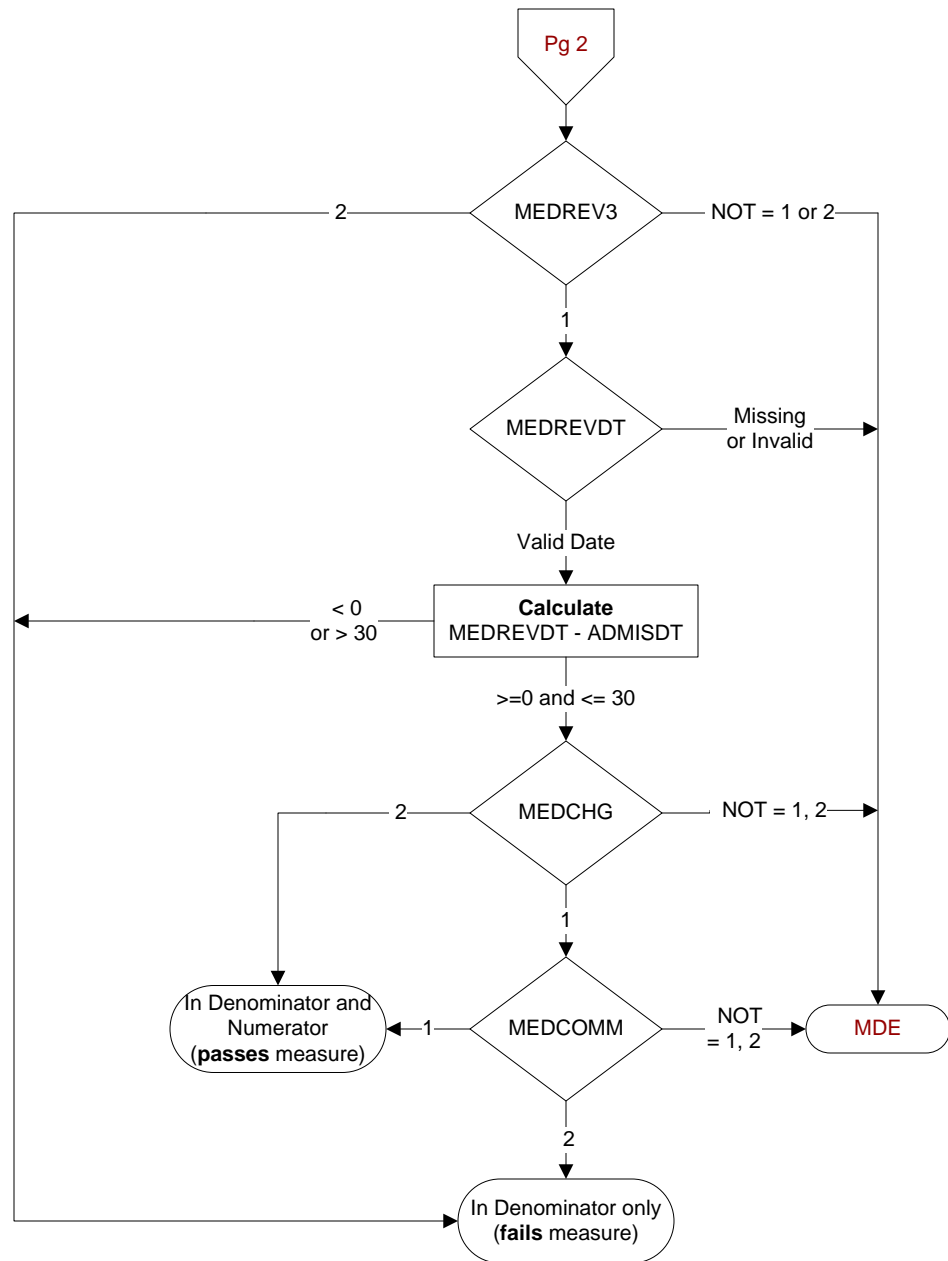 Pg 2
MEDREV3
2
NOT = 1 or 2
1
MEDREVDT
Missing
or Invalid
Valid Date
Calculate
MEDREVDT - ADMISDT
< 0
or > 30
>=0 and <= 30
MEDCHG
2
NOT = 1, 2
1
In Denominator and
Numerator
(passes measure)
1
MEDCOMM
NOT
= 1, 2
MDE
2
In Denominator only
(fails measure)